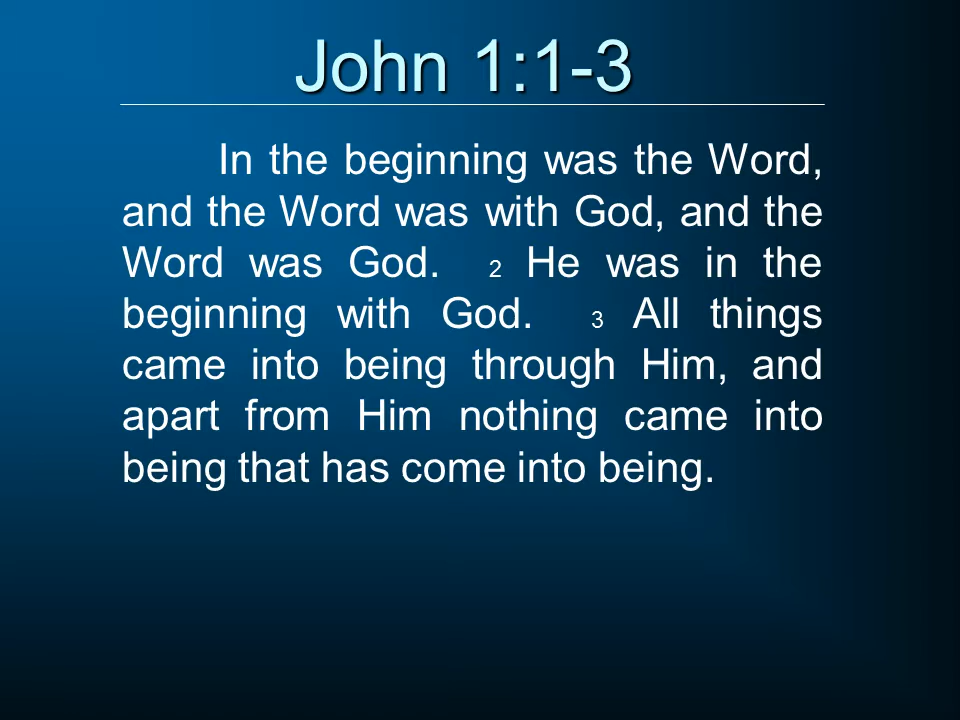 John 1:1-3
In the beginning was the Word,
and the Word was with God, and the
Word was God. 2 He was in the
beginning with God. 3 All things
came into being through Him, and
apart from Him nothing came into
being that has come into being.